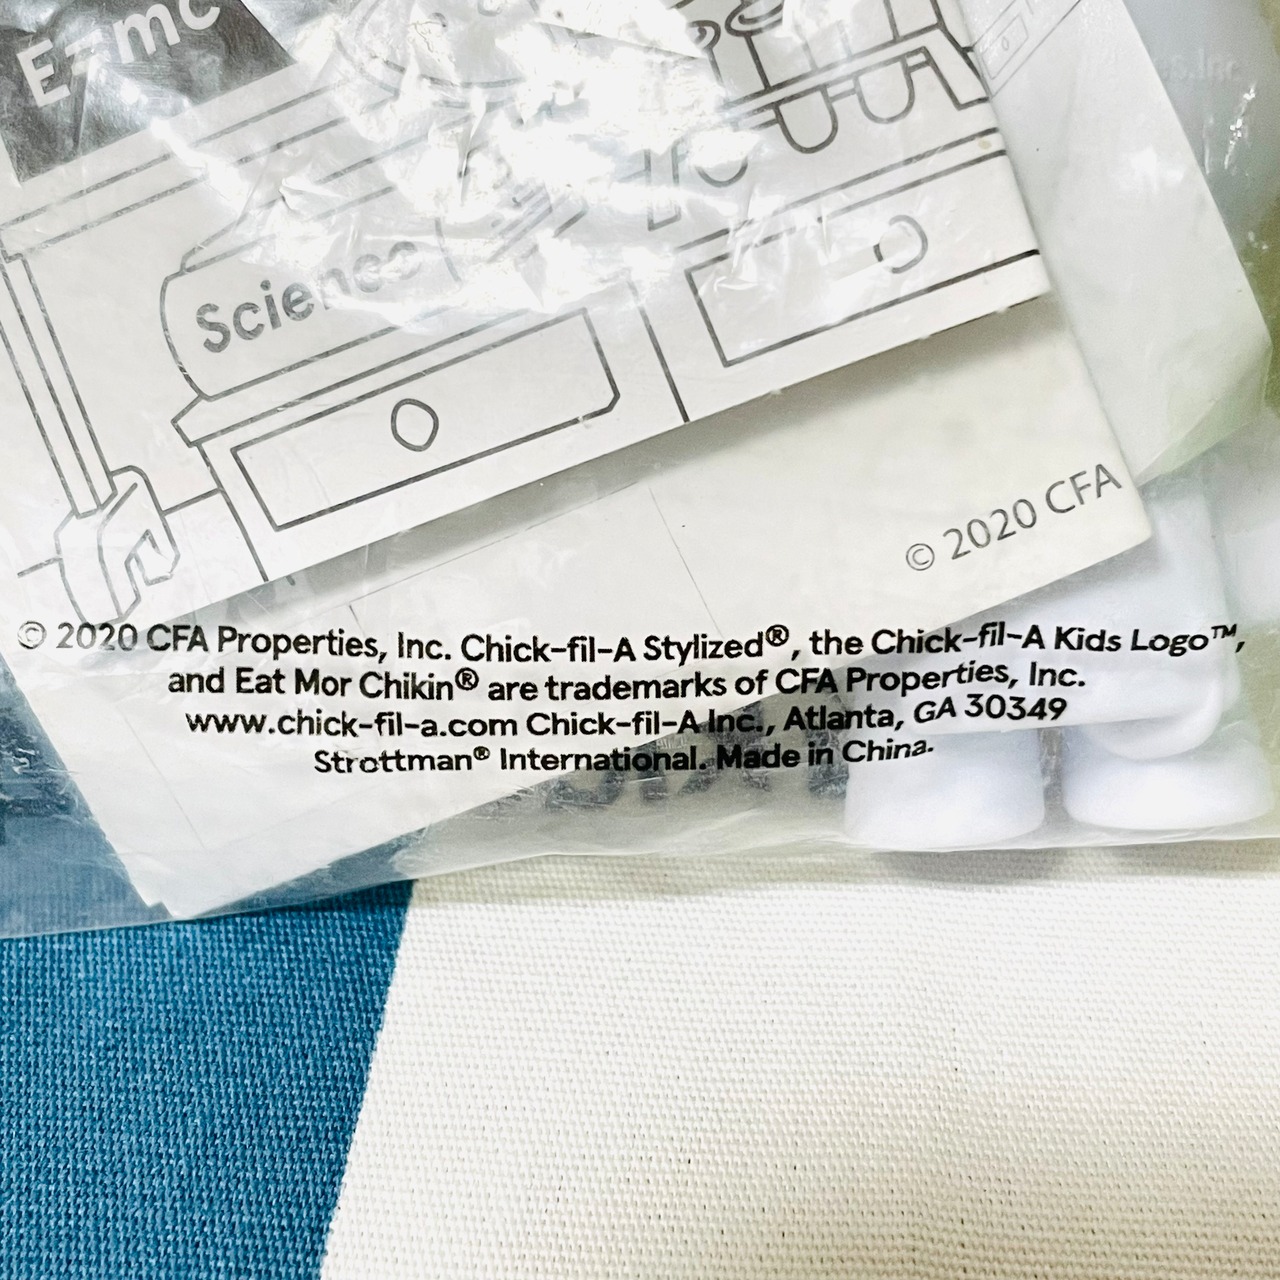 E=mc
Science
© 2020 CFA
© 2020 CFA Properties, Inc. Chick-fil-A Stylized®, the Chick-fil-A Kids Logo™,
and Eat Mor Chikin® are trademarks of CFA Properties, Inc.
www.chick-fil-a.com Chick-fil-A Inc., Atlanta, GA 30349
Strottman® International. Made in China.